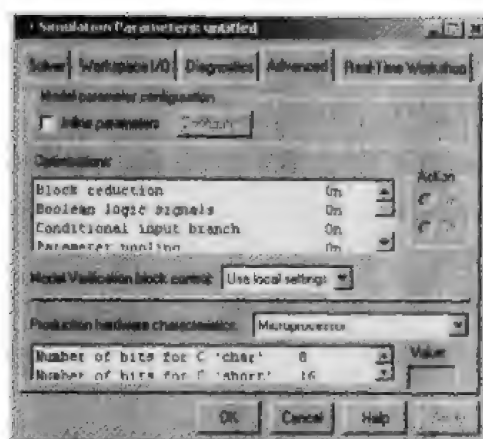 Simulation Parameters: untitled
Solver Workspace I/O Diagnostics Advanced Real-Time Workshop
Model parameter configuration
Inline parameters Configure...
Optimizations:
Action
Block reduction On
Boolean logic signals On
Conditional input branch On
Parameter pooling On
Model Verification block control: Use local settings
Production hardware characteristics: Microprocessor
Number of bits for C 'char' 8
Value:
Number of bits for C 'short' 16
OK Cancel Help Apply